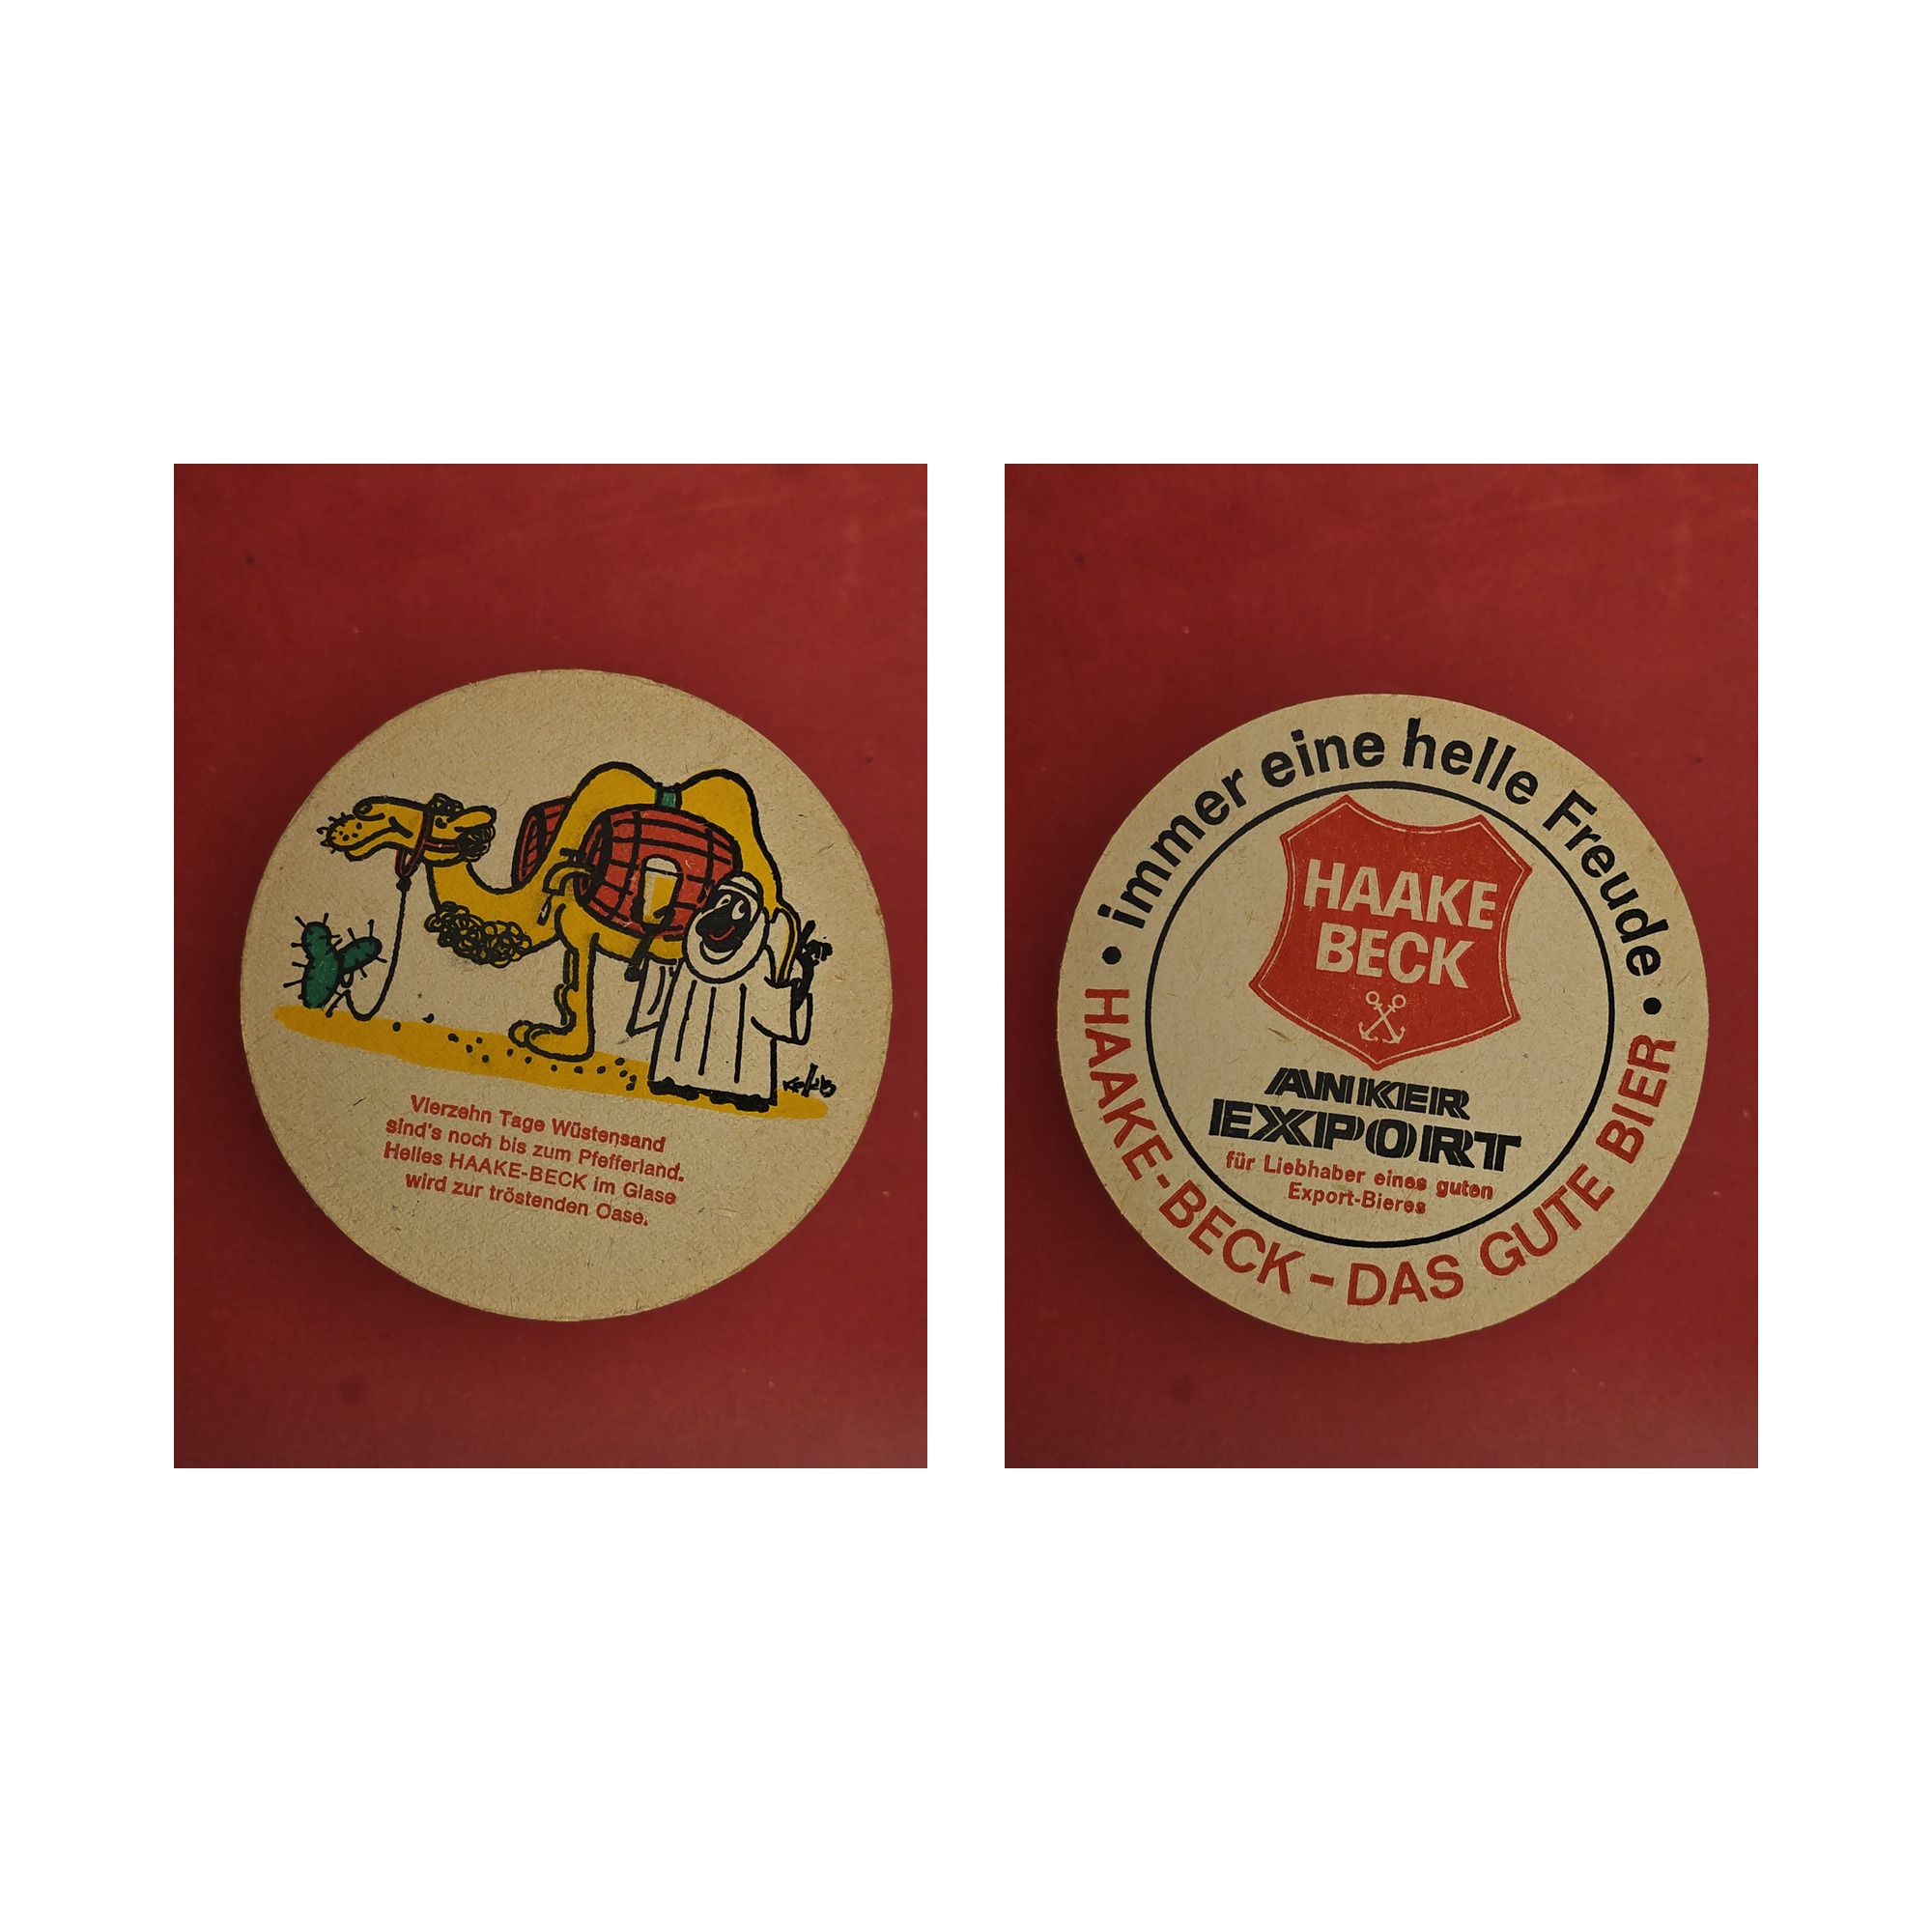 Vierzehn Tage Wüstensand
sind's noch bis zum Pfefferland.
Helles HAAKE-BECK im Glase
wird zur tröstenden Oase.
• immer eine helle Freude •
HAAKE
BECK
ANKER
EXPORT
für Liebhaber eines guten
Export-Bieres
HAAKE-BECK - DAS GUTE BIER